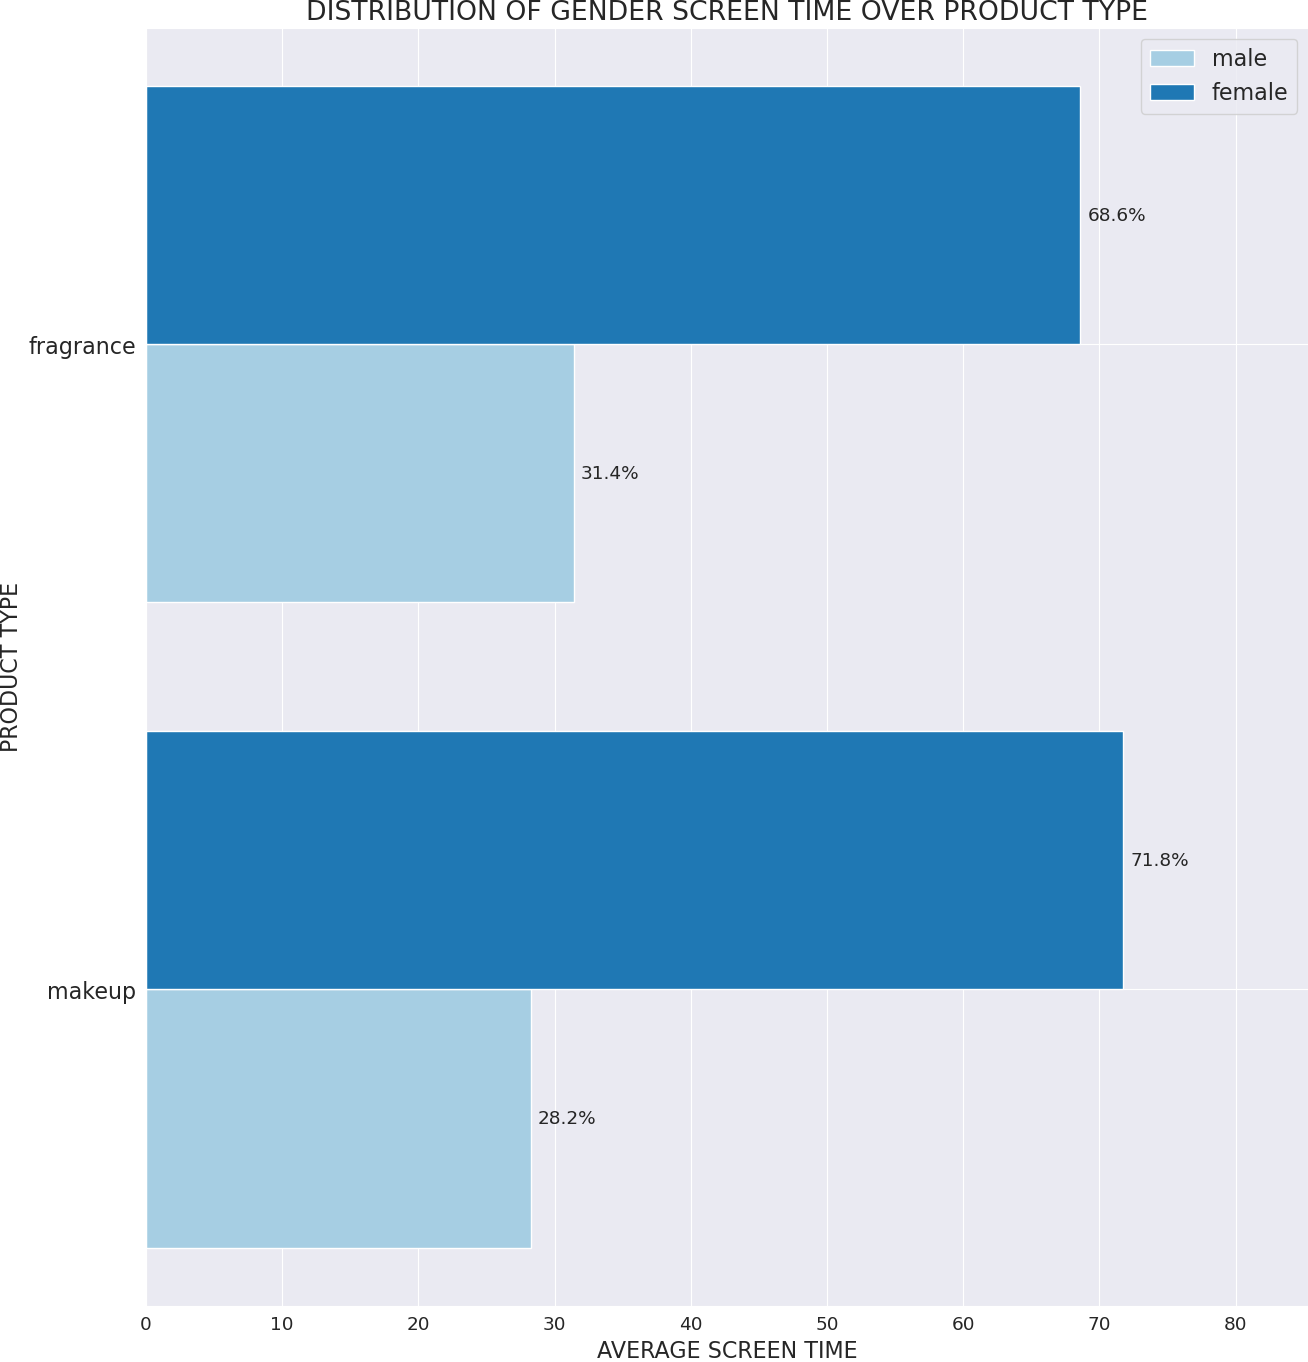 DISTRIBUTION OF GENDER SCREEN TIME OVER PRODUCT TYPE
male
female
68.6%
fragrance
31.4%
PRODUCT TYPE
71.8%
makeup
28.2%
0 10 20 30 40 50 60 70 80
AVERAGE SCREEN TIME